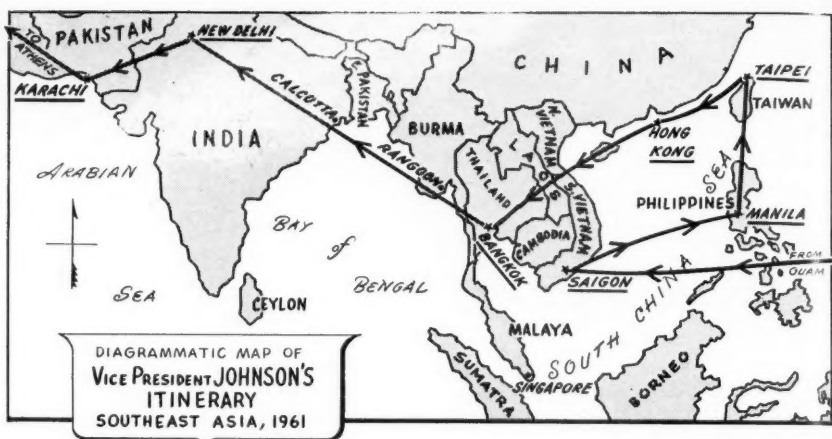 TO
ATHENS
PAKISTAN
NEW DELHI
KARACHI
CALCUTTA
E. PAKISTAN
INDIA
BURMA
RANGOON
CHINA
TAIPEI
TAIWAN
HONG
KONG
N. VIETNAM
LAOS
THAILAND
S. VIETNAM
CAMBODIA
BANGKOK
SAIGON
PHILIPPINES
MANILA
FROM
GUAM
SOUTH CHINA SEA
ARABIAN
SEA
BAY
of
BENGAL
CEYLON
MALAYA
SINGAPORE
SUMATRA
BORNEO
DIAGRAMMATIC MAP OF
VICE PRESIDENT JOHNSON'S
ITINERARY
SOUTHEAST ASIA, 1961